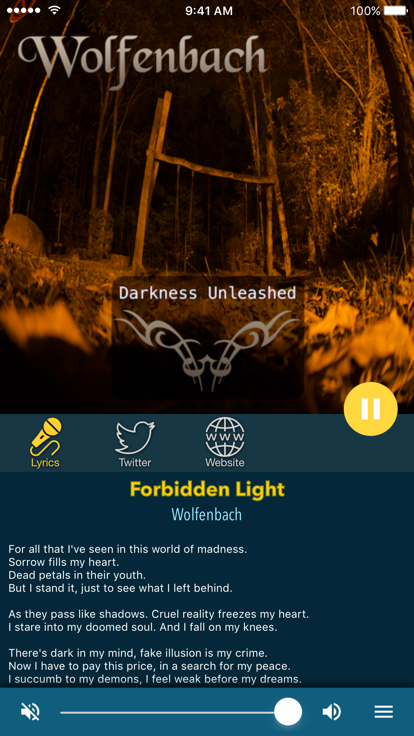 9:41 AM
100%
Wolfenbach
Darkness Unleashed
Lyrics
Twitter
WWW
Website
Forbidden Light
Wolfenbach
For all that I've seen in this world of madness.
Sorrow fills my heart.
Dead petals in their youth.
But I stand it, just to see what I left behind.
As they pass like shadows. Cruel reality freezes my heart.
I stare into my doomed soul. And I fall on my knees.
There's dark in my mind, fake illusion is my crime.
Now I have to pay this price, in a search for my peace.
I succumb to my demons, I feel weak before my dreams.